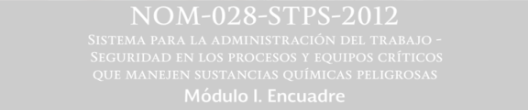 NOM-028-STPS-2012
Sistema para la administración del trabajo -
Seguridad en los procesos y equipos críticos
que manejen sustancias químicas peligrosas
Módulo I. Encuadre